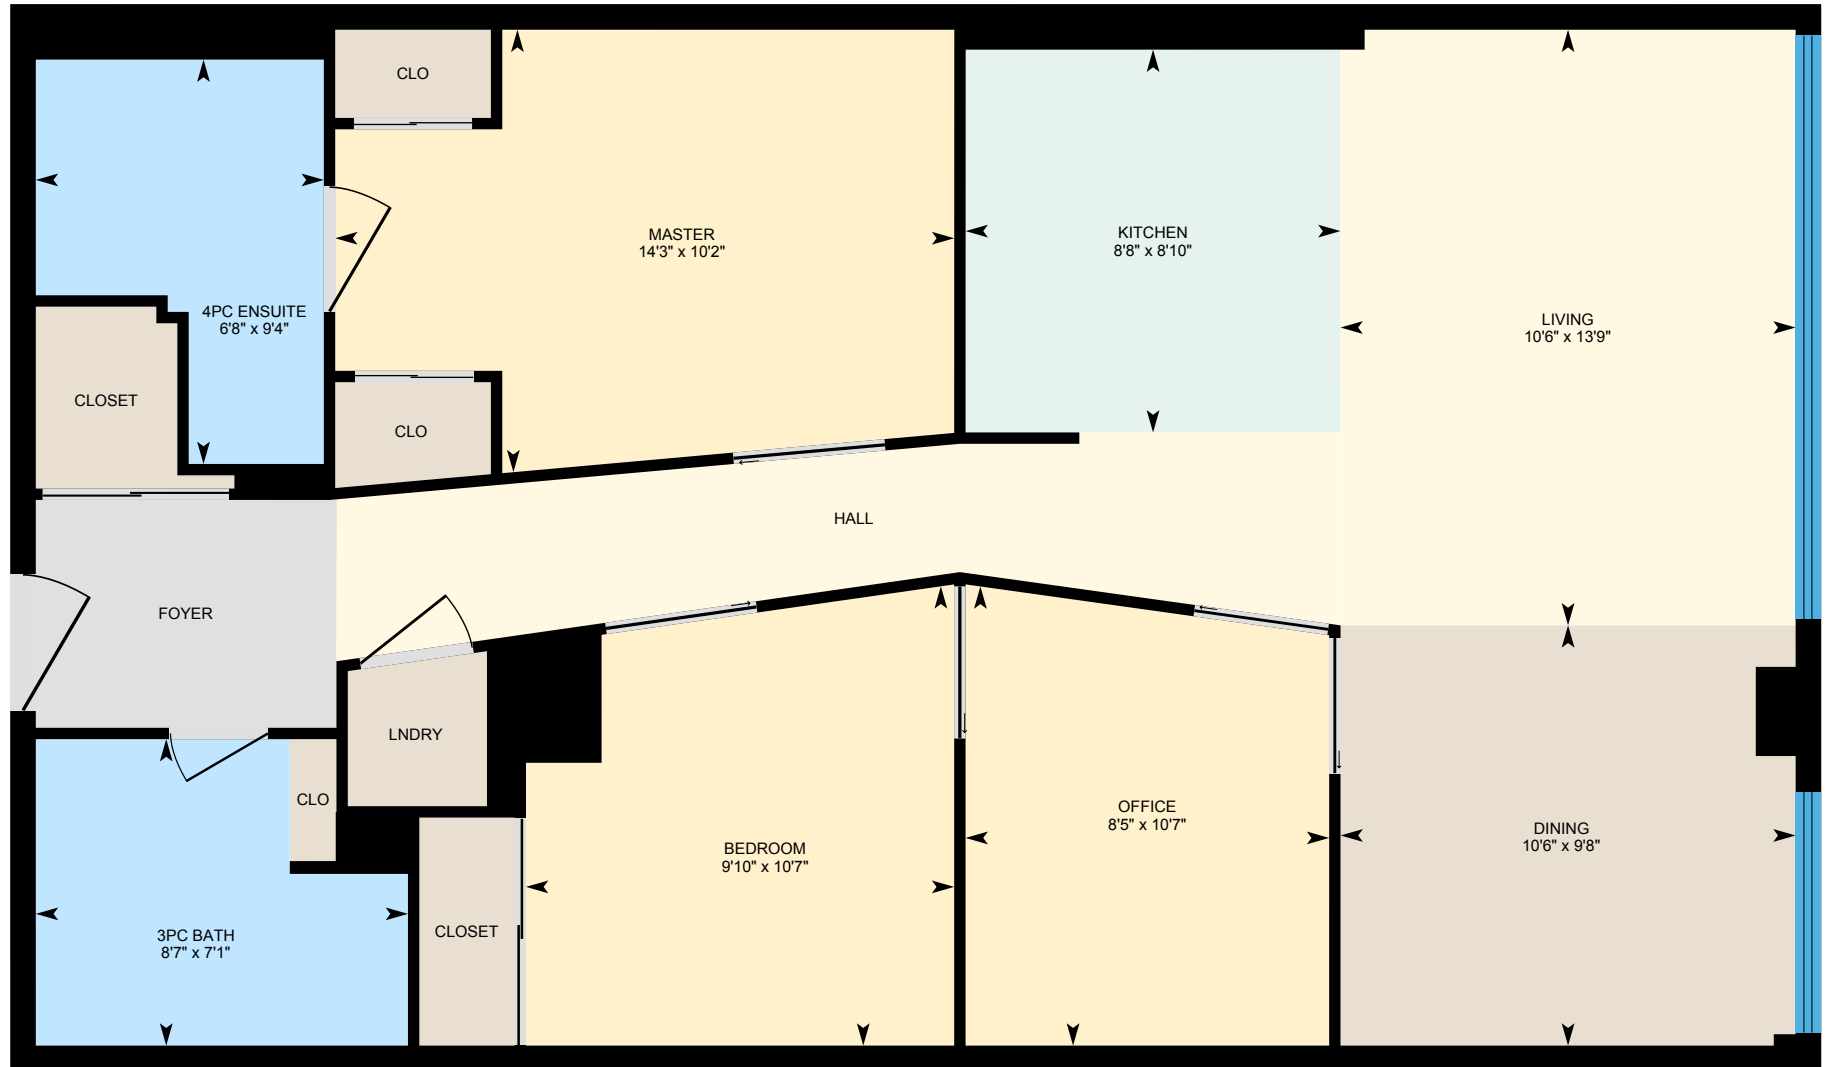 CLO
MASTER
14'3" x 10'2"
KITCHEN
8'8" x 8'10"
4PC ENSUITE
6'8" x 9'4"
LIVING
10'6" x 13'9"
CLOSET
CLO
HALL
FOYER
LNDRY
CLO
OFFICE
8'5" x 10'7"
DINING
10'6" x 9'8"
BEDROOM
9'10" x 10'7"
CLOSET
3PC BATH
8'7" x 7'1"